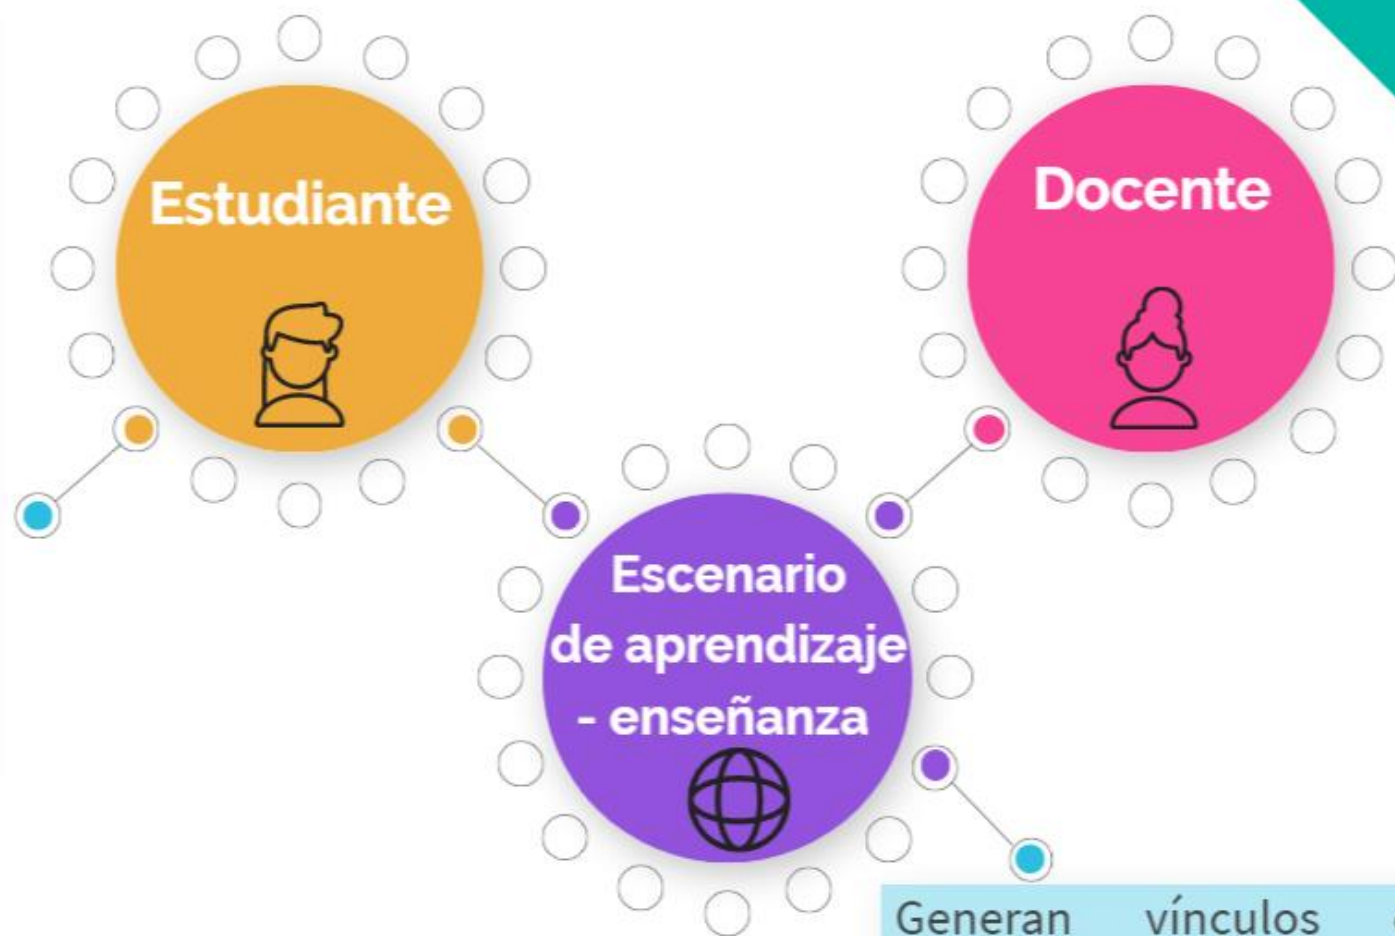 Estudiante
Docente
Escenario
de aprendizaje
- enseñanza
Generan vínculos